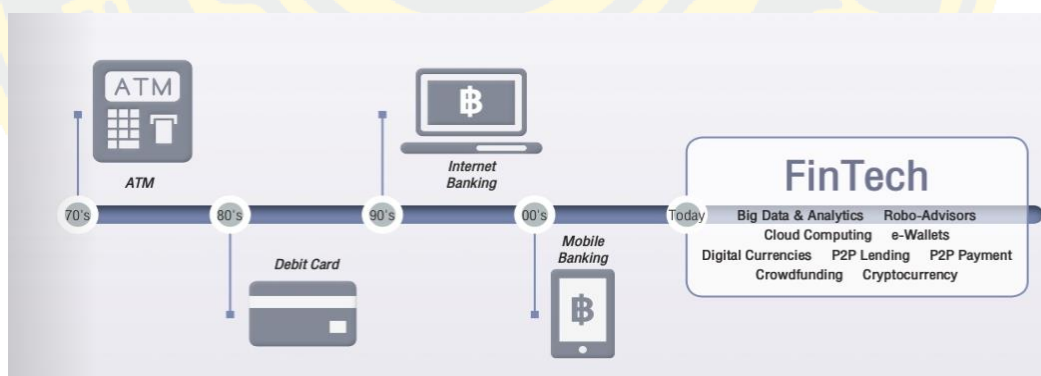 ATM
ATM
฿
Internet
Banking
FinTech
70's
80's
90's
00's
Today
Big Data & Analytics Robo-Advisors
Cloud Computing e-Wallets
Digital Currencies P2P Lending P2P Payment
Crowdfunding Cryptocurrency
Debit Card
Mobile
Banking
฿